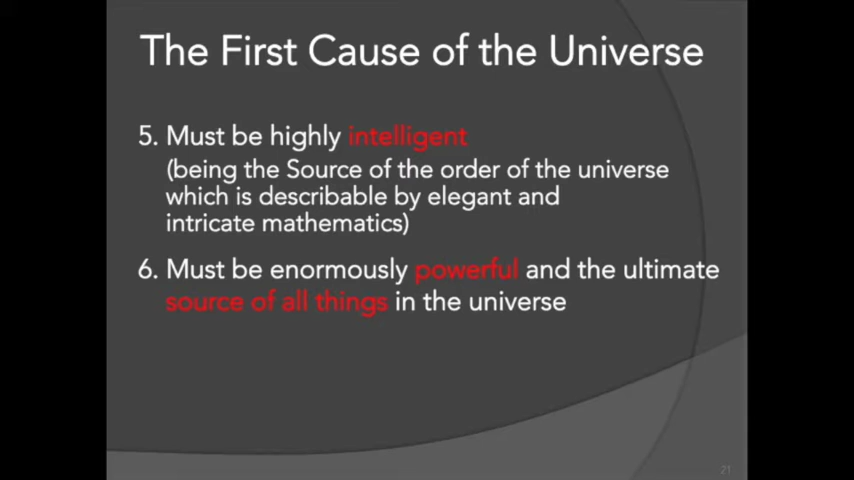 The First Cause of the Universe
5. Must be highly intelligent
(being the Source of the order of the universe
which is describable by elegant and
intricate mathematics)
6. Must be enormously powerful and the ultimate
source of all things in the universe
21